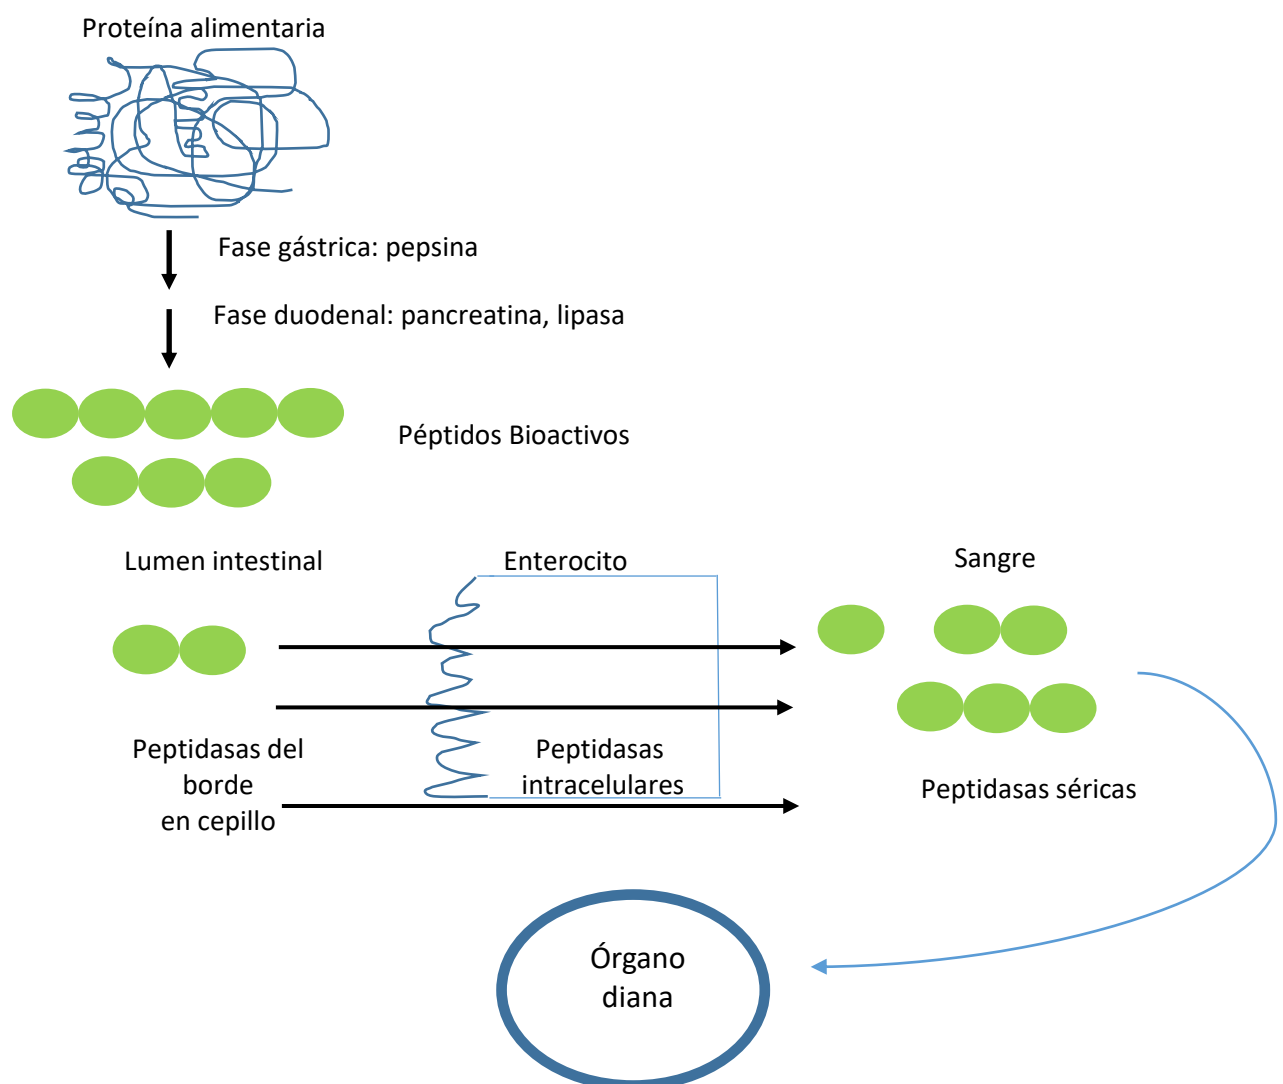 Proteína alimentaria
Fase gástrica: pepsina
Fase duodenal: pancreatina, lipasa
Péptidos Bioactivos
Lumen intestinal
Enterocito
Sangre
Peptidasas del
borde
en cepillo
Peptidasas
intracelulares
Peptidasas séricas
Órgano
diana